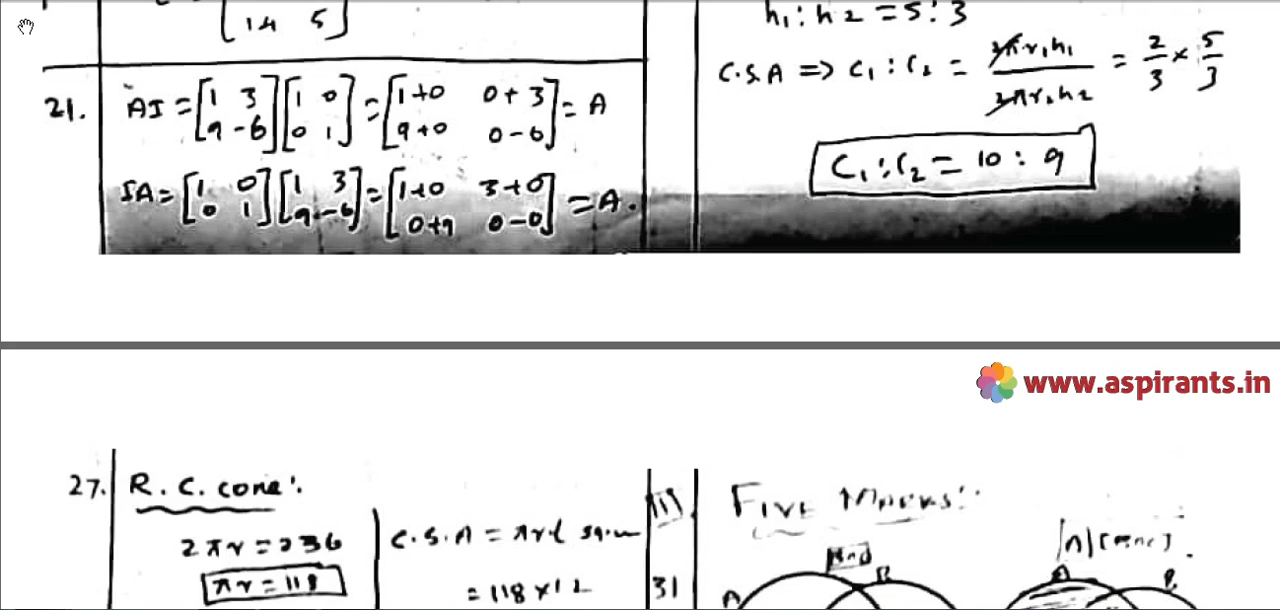 [14 5]
h1 : h2 = 5 : 3
C.S.A => C1 : C2 = 2πr1h1 / 2πr2h2 = 2/3 × 5/3
C1 : C2 = 10 : 9
21. AI = [1 3; 9 -6] [1 0; 0 1] = [1+0 0+3; 9+0 0-6] = A
IA = [1 0; 0 1] [1 3; 9 -6] = [1+0 3+0; 0+9 0-6] = A.
www.aspirants.in
27. R. C. cone:
2πr = 236
πr = 118
C.S.A = πrl sq.cm
= 118 × 12
Five Marks:
31
A
B
A
B